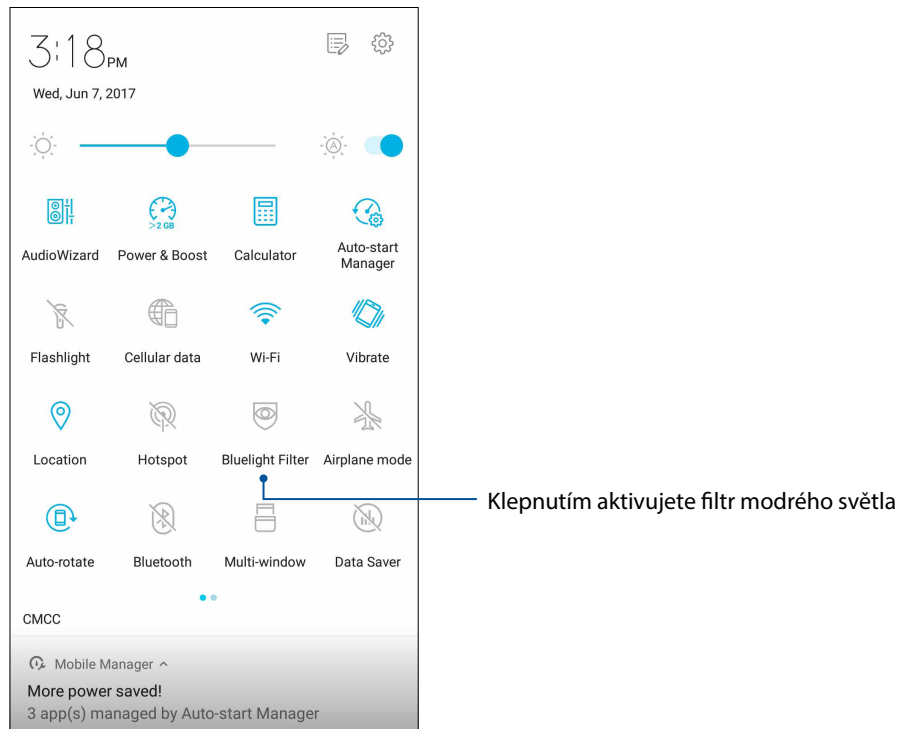 3:18PM
Wed, Jun 7, 2017
A
>2 GB
AudioWizard Power & Boost Calculator Auto-start Manager
Flashlight Cellular data Wi-Fi Vibrate
Location Hotspot Bluelight Filter Airplane mode
Klepnutím aktivujete filtr modrého světla
Auto-rotate Bluetooth Multi-window Data Saver
CMCC
Mobile Manager
More power saved!
3 app(s) managed by Auto-start Manager